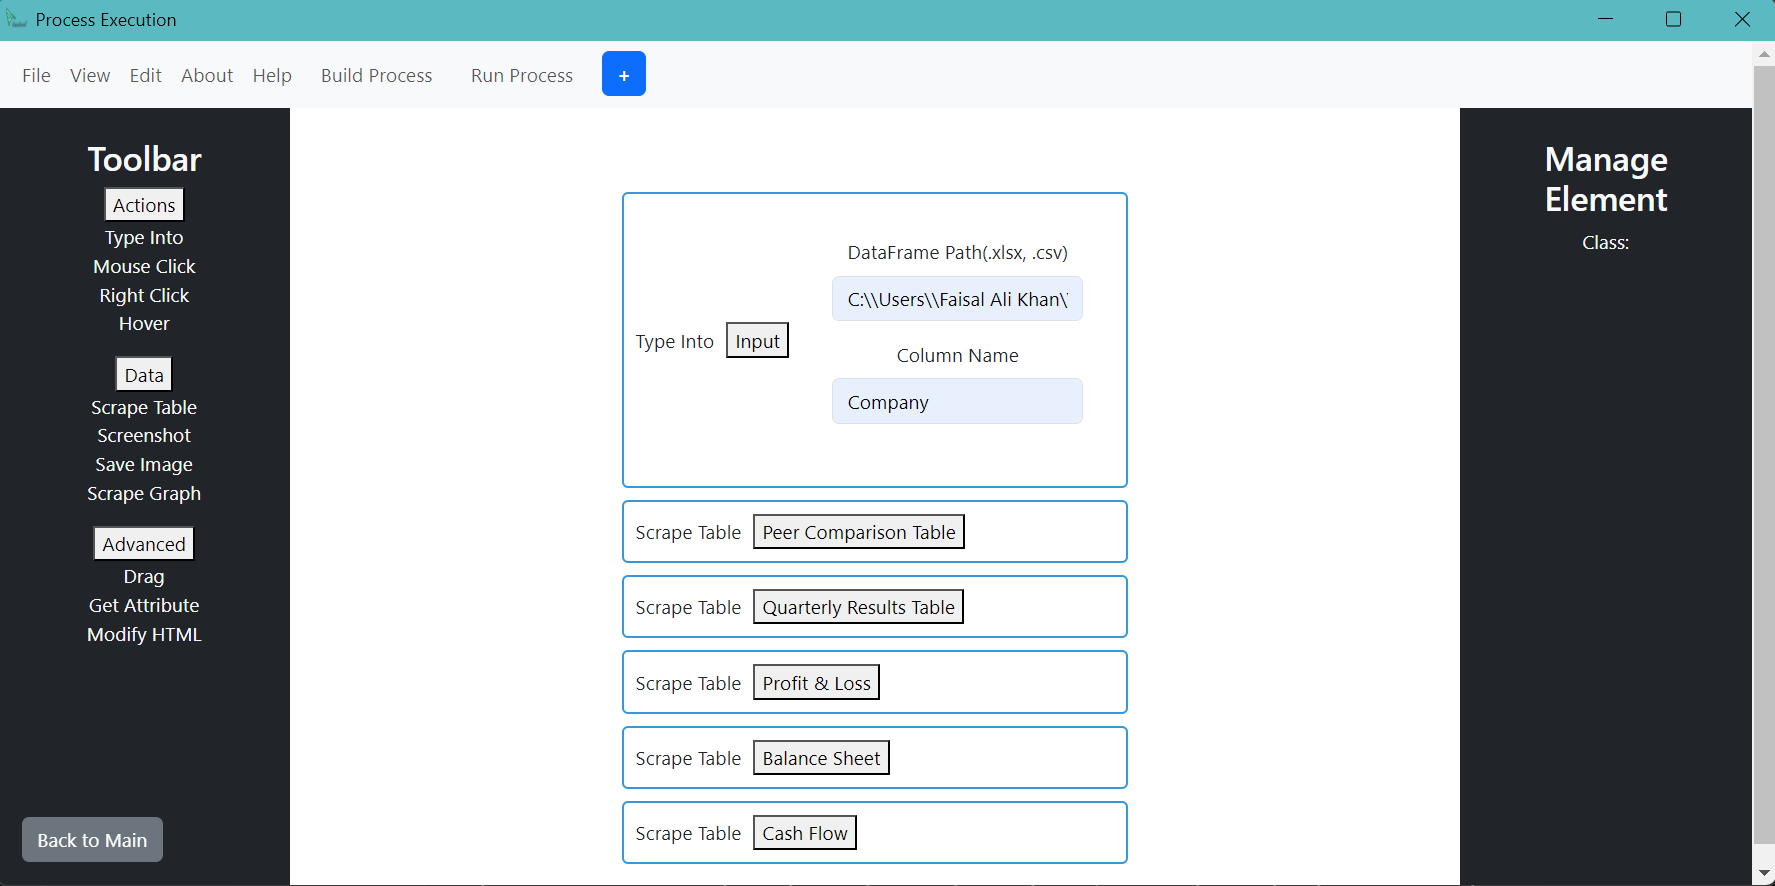 Process Execution
File View Edit About Help Build Process Run Process +
Toolbar
Actions
Type Into
Mouse Click
Right Click
Hover
Data
Scrape Table
Screenshot
Save Image
Scrape Graph
Advanced
Drag
Get Attribute
Modify HTML
Back to Main
DataFrame Path(.xlsx, .csv)
C:\\Users\\Faisal Ali Khan\
Type Into Input
Column Name
Company
Scrape Table Peer Comparison Table
Scrape Table Quarterly Results Table
Scrape Table Profit & Loss
Scrape Table Balance Sheet
Scrape Table Cash Flow
Manage
Element
Class: